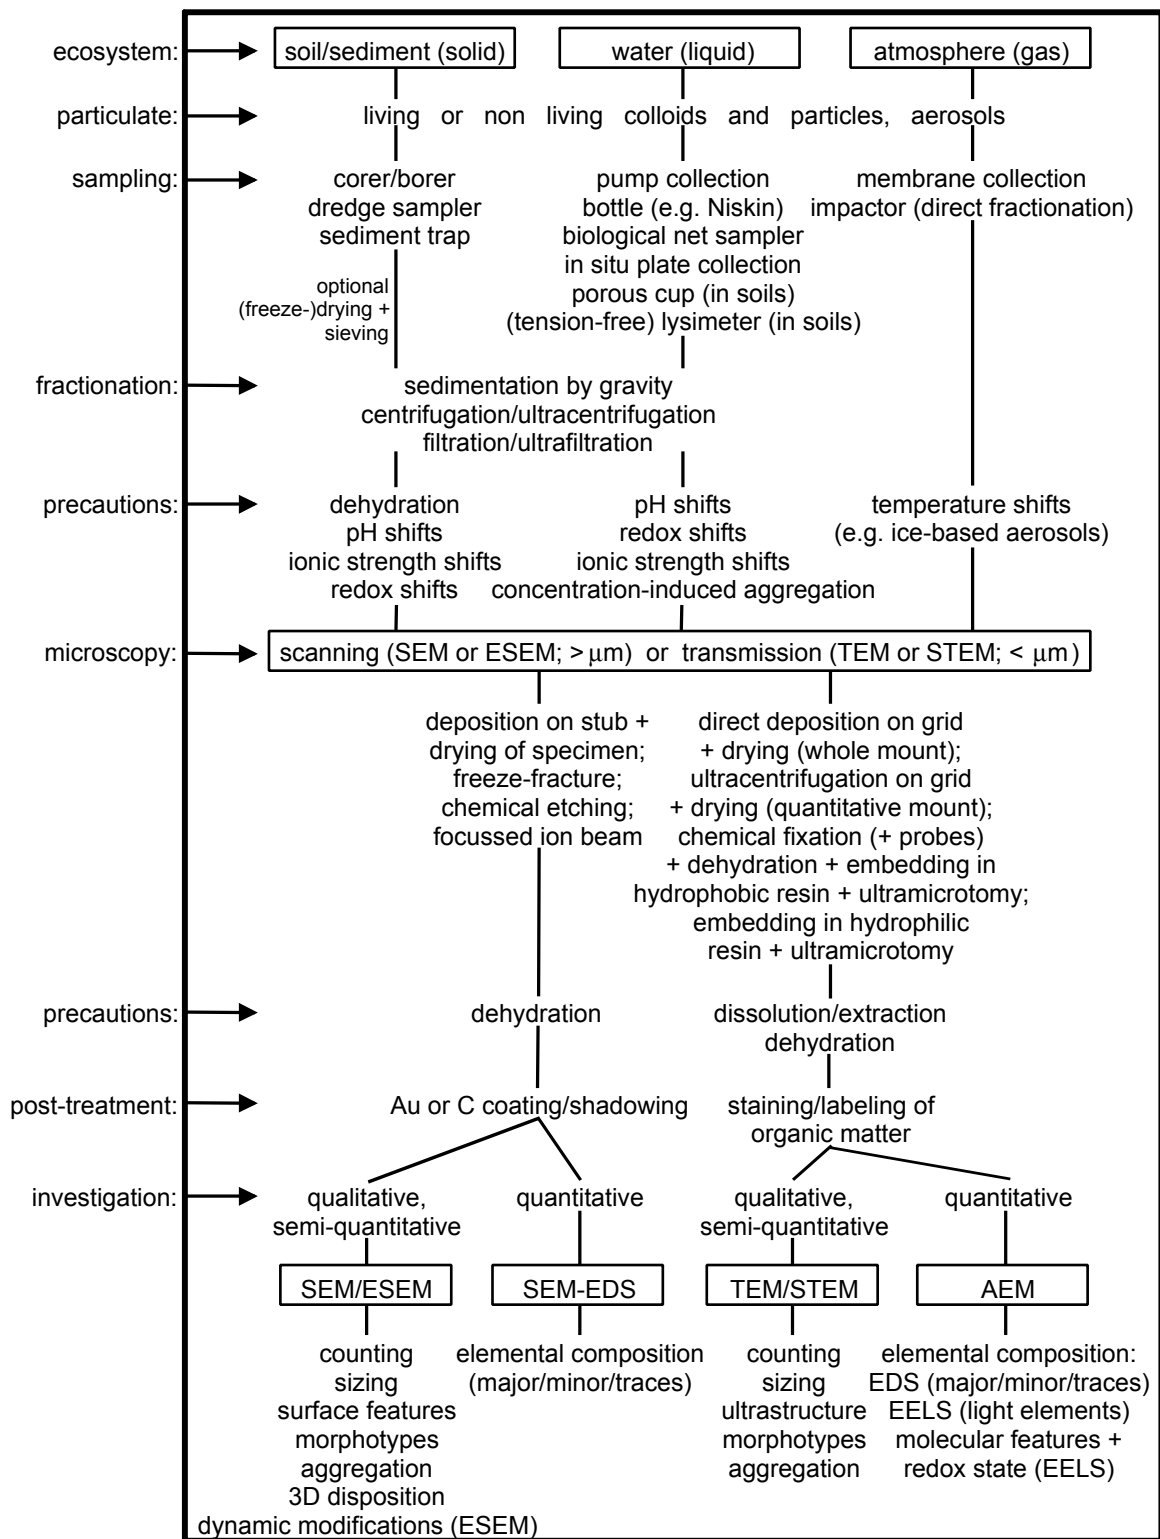 ecosystem:
soil/sediment (solid)
water (liquid)
atmosphere (gas)
particulate:
living or non living colloids and particles, aerosols
sampling:
corer/borer
dredge sampler
sediment trap
optional
(freeze-)drying +
sieving
pump collection
bottle (e.g. Niskin)
biological net sampler
in situ plate collection
porous cup (in soils)
(tension-free) lysimeter (in soils)
membrane collection
impactor (direct fractionation)
fractionation:
sedimentation by gravity
centrifugation/ultracentrifugation
filtration/ultrafiltration
precautions:
dehydration
pH shifts
ionic strength shifts
redox shifts
pH shifts
redox shifts
ionic strength shifts
concentration-induced aggregation
temperature shifts
(e.g. ice-based aerosols)
microscopy:
scanning (SEM or ESEM; > μm) or transmission (TEM or STEM; < μm)
deposition on stub +
drying of specimen;
freeze-fracture;
chemical etching;
focussed ion beam
direct deposition on grid
+ drying (whole mount);
ultracentrifugation on grid
+ drying (quantitative mount);
chemical fixation (+ probes)
+ dehydration + embedding in
hydrophobic resin + ultramicrotomy;
embedding in hydrophilic
resin + ultramicrotomy
precautions:
dehydration
dissolution/extraction
dehydration
post-treatment:
Au or C coating/shadowing
staining/labeling of
organic matter
investigation:
qualitative,
semi-quantitative
quantitative
qualitative,
semi-quantitative
quantitative
SEM/ESEM
SEM-EDS
TEM/STEM
AEM
counting
sizing
surface features
morphotypes
aggregation
3D disposition
dynamic modifications (ESEM)
elemental composition
(major/minor/traces)
counting
sizing
ultrastructure
morphotypes
aggregation
elemental composition:
EDS (major/minor/traces)
EELS (light elements)
molecular features +
redox state (EELS)